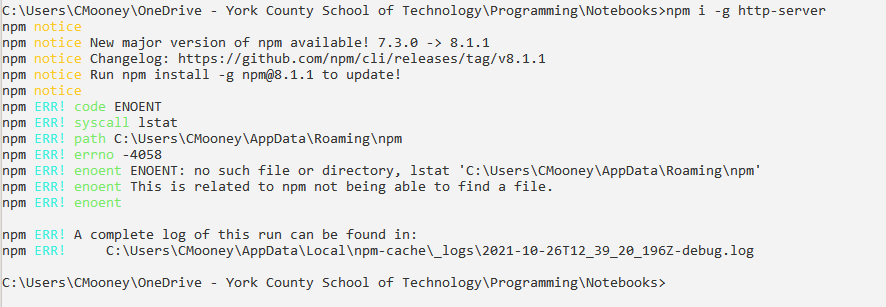 C:\Users\CMooney\OneDrive - York County School of Technology\Programming\Notebooks>npm i -g http-server
npm notice
npm notice New major version of npm available! 7.3.0 -> 8.1.1
npm notice Changelog: https://github.com/npm/cli/releases/tag/v8.1.1
npm notice Run npm install -g npm@8.1.1 to update!
npm notice
npm ERR! code ENOENT
npm ERR! syscall lstat
npm ERR! path C:\Users\CMooney\AppData\Roaming\npm
npm ERR! errno -4058
npm ERR! enoent ENOENT: no such file or directory, lstat 'C:\Users\CMooney\AppData\Roaming\npm'
npm ERR! enoent This is related to npm not being able to find a file.
npm ERR! enoent
npm ERR! A complete log of this run can be found in:
npm ERR!     C:\Users\CMooney\AppData\Local\npm-cache\_logs\2021-10-26T12_39_20_196Z-debug.log
C:\Users\CMooney\OneDrive - York County School of Technology\Programming\Notebooks>